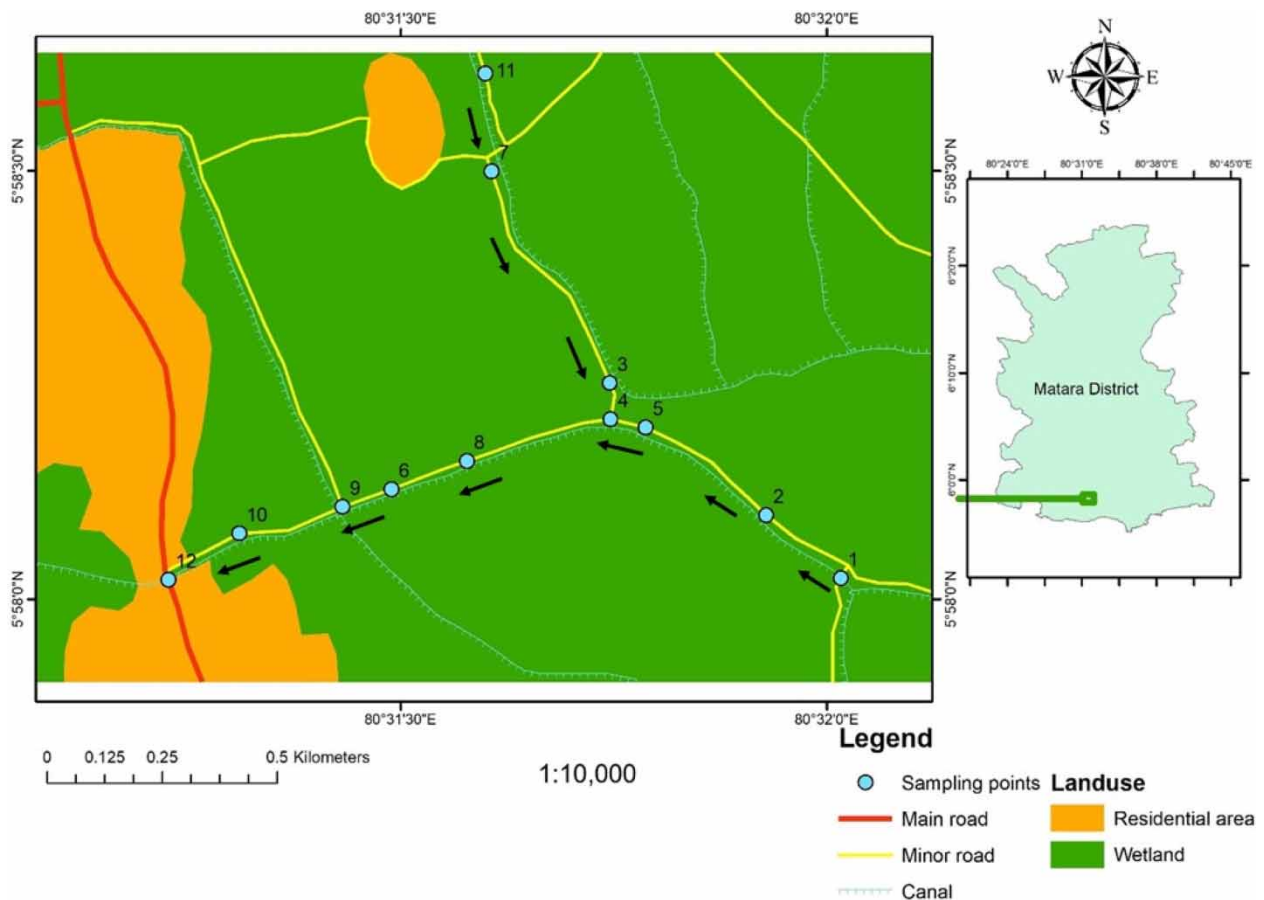 80°31'30"E 80°32'0"E
N
W E
S
11
7
5°58'30"N
5°58'30"N
80°24'0"E 80°31'0"E 80°38'0"E 80°45'0"E
6°20'0"N
6°10'0"N
6°0'0"N
Matara District
3
4 5
8
6
9
2
10
12
1
5°58'0"N
5°58'0"N
80°31'30"E 80°32'0"E
0 0.125 0.25 0.5 Kilometers
1:10,000
Legend
Sampling points
Main road
Minor road
Canal
Landuse
Residential area
Wetland